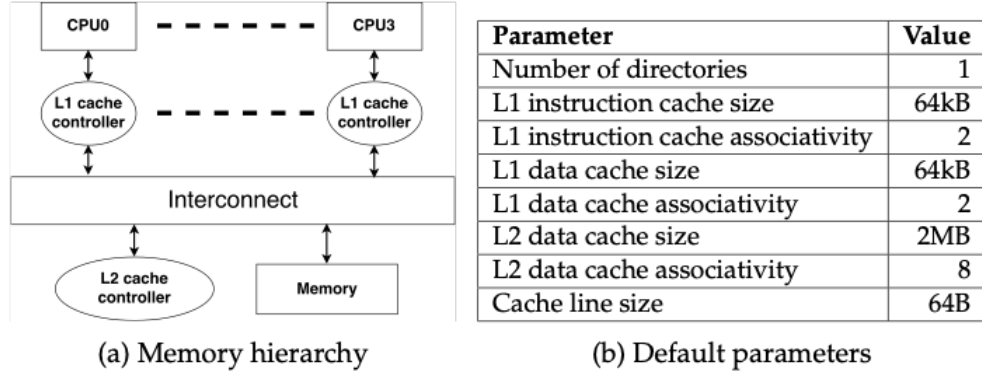 CPU0
CPU3
L1 cache
controller
L1 cache
controller
Interconnect
L2 cache
controller
Memory
(a) Memory hierarchy
Parameter Value
Number of directories 1
L1 instruction cache size 64kB
L1 instruction cache associativity 2
L1 data cache size 64kB
L1 data cache associativity 2
L2 data cache size 2MB
L2 data cache associativity 8
Cache line size 64B
(b) Default parameters